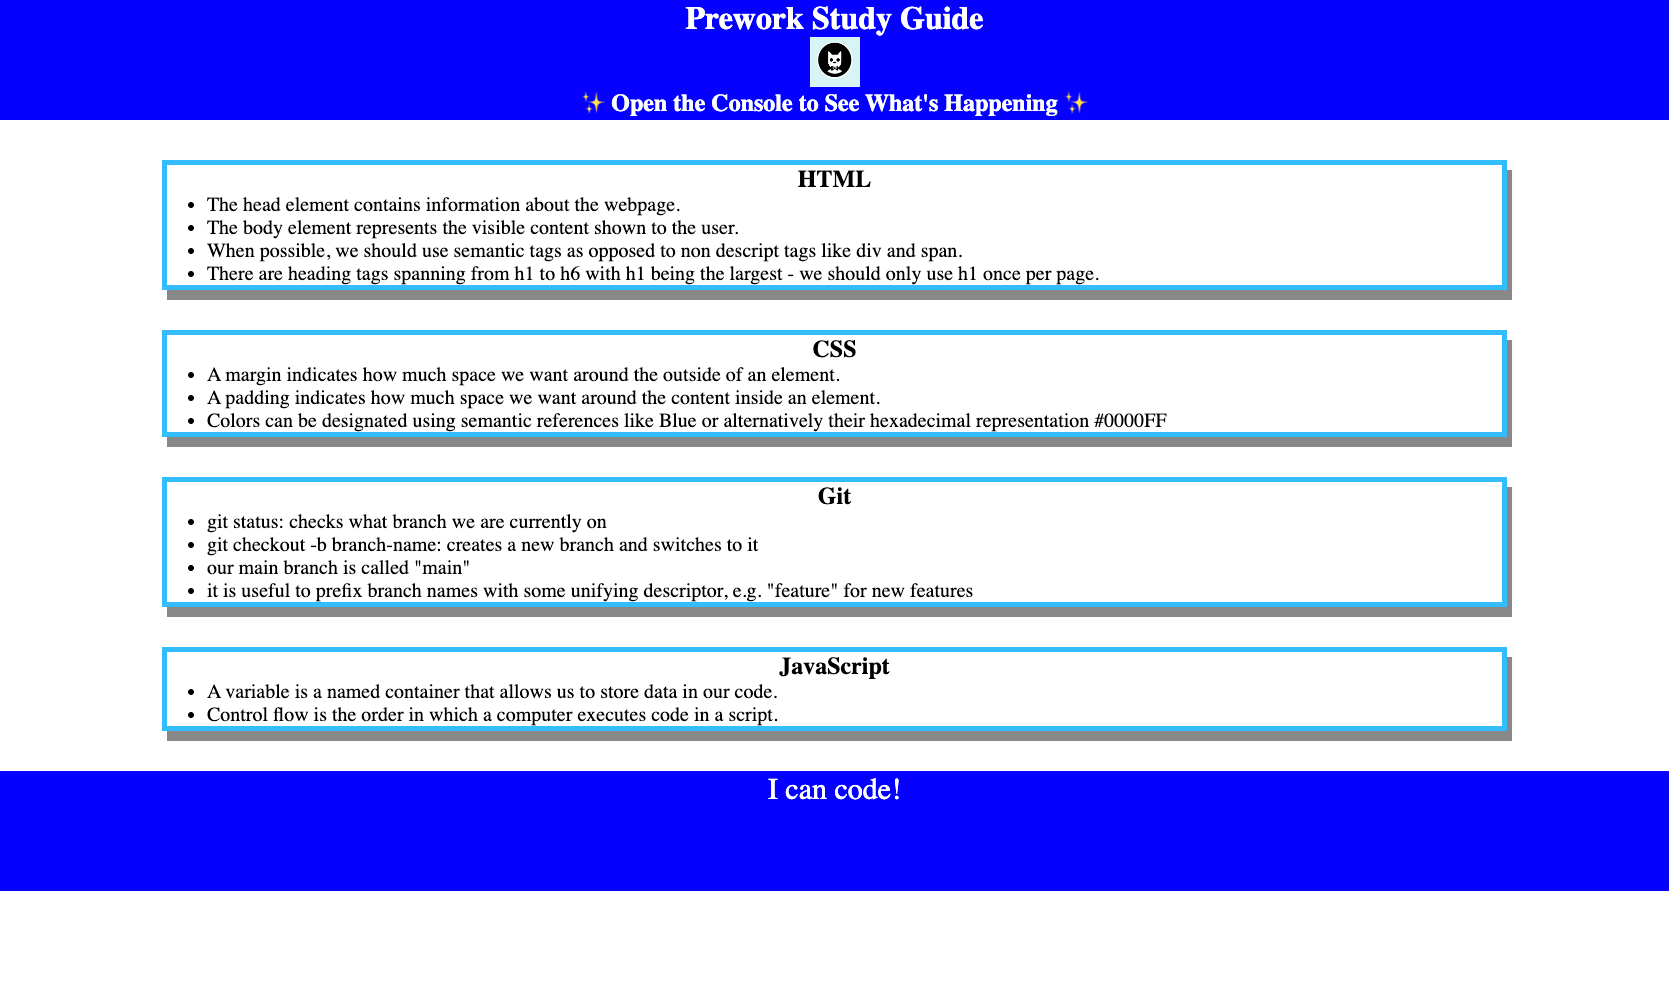 Prework Study Guide
✨ Open the Console to See What's Happening ✨
HTML
• The head element contains information about the webpage.
• The body element represents the visible content shown to the user.
• When possible, we should use semantic tags as opposed to non descript tags like div and span.
• There are heading tags spanning from h1 to h6 with h1 being the largest - we should only use h1 once per page.
CSS
• A margin indicates how much space we want around the outside of an element.
• A padding indicates how much space we want around the content inside an element.
• Colors can be designated using semantic references like Blue or alternatively their hexadecimal representation #0000FF
Git
• git status: checks what branch we are currently on
• git checkout -b branch-name: creates a new branch and switches to it
• our main branch is called "main"
• it is useful to prefix branch names with some unifying descriptor, e.g. "feature" for new features
JavaScript
• A variable is a named container that allows us to store data in our code.
• Control flow is the order in which a computer executes code in a script.
I can code!